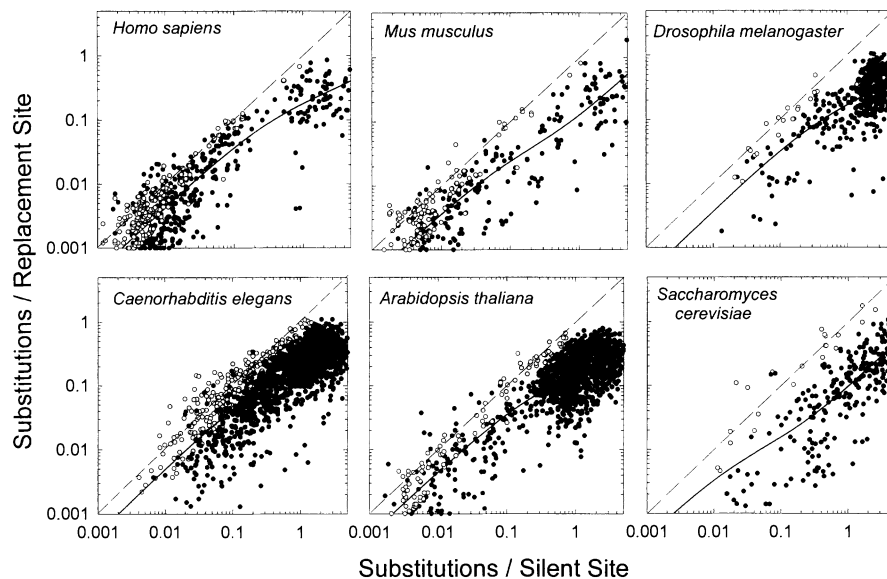 Homo sapiens
Mus musculus
Drosophila melanogaster
1
0.1
0.01
0.001
Caenorhabditis elegans
Arabidopsis thaliana
Saccharomyces
cerevisiae
1
0.1
0.01
0.001
0.001 0.01 0.1 1
0.001 0.01 0.1 1
0.001 0.01 0.1 1
Substitutions / Replacement Site
Substitutions / Silent Site